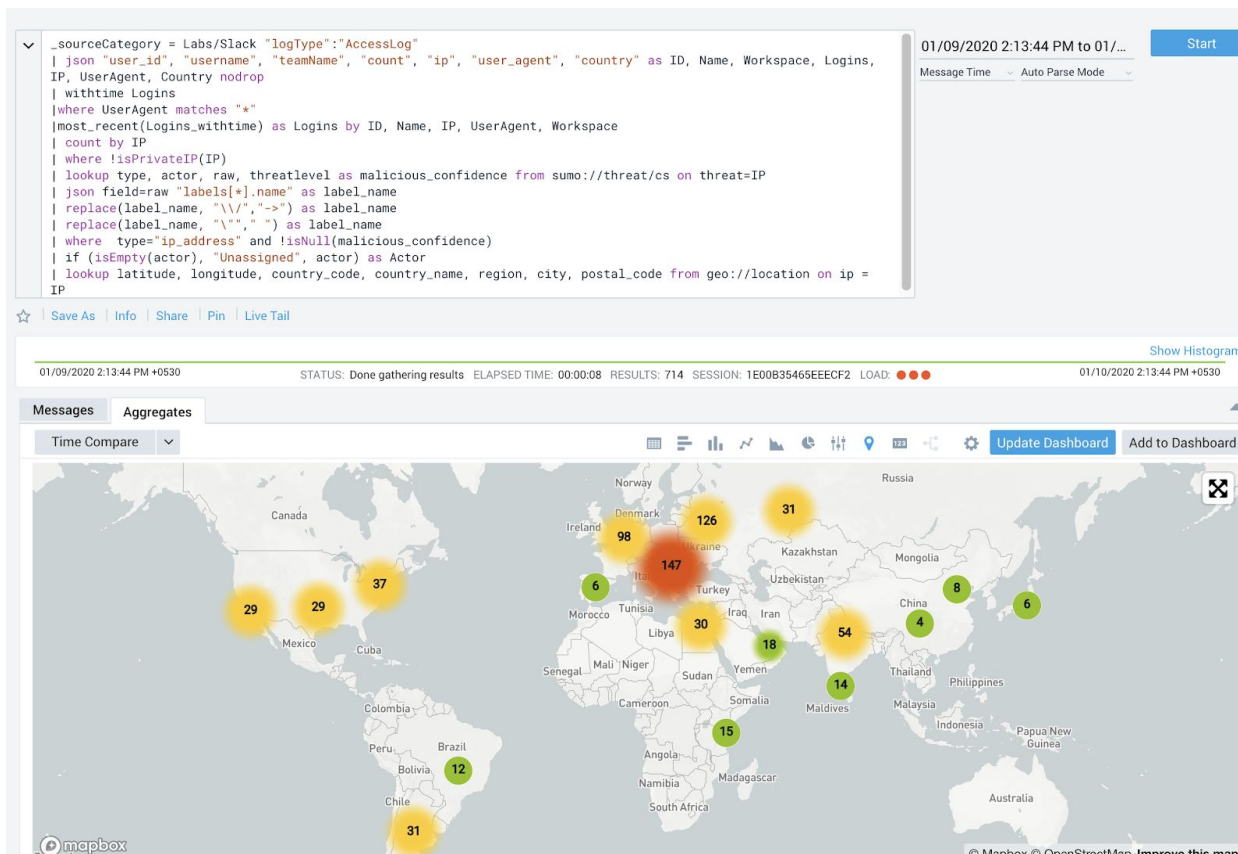 _sourceCategory = Labs/Slack "logType":"AccessLog"
| json "user_id", "username", "teamName", "count", "ip", "user_agent", "country" as ID, Name, Workspace, Logins,
IP, UserAgent, Country nodrop
| withtime Logins
|where UserAgent matches "*"
|most_recent(Logins_withtime) as Logins by ID, Name, IP, UserAgent, Workspace
| count by IP
| where !isPrivateIP(IP)
| lookup type, actor, raw, threatlevel as malicious_confidence from sumo://threat/cs on threat=IP
| json field=raw "labels[*].name" as label_name
| replace(label_name, "\\/","->") as label_name
| replace(label_name, "\""," ") as label_name
| where  type="ip_address" and !isNull(malicious_confidence)
| if (isEmpty(actor), "Unassigned", actor) as Actor
| lookup latitude, longitude, country_code, country_name, region, city, postal_code from geo://location on ip =
IP
01/09/2020 2:13:44 PM to 01/...
Start
Message Time
Auto Parse Mode
Save As
Info
Share
Pin
Live Tail
Show Histogram
01/09/2020 2:13:44 PM +0530
STATUS: Done gathering results ELAPSED TIME: 00:00:08 RESULTS: 714 SESSION: 1E00B35465EEECF2 LOAD:
01/10/2020 2:13:44 PM +0530
Messages
Aggregates
Time Compare
123
Update Dashboard
Add to Dashboard
Norway
Russia
Canada
Denmark
Ireland
126
31
98
Ukraine
Kazakhstan
Mongolia
147
Uzbekistan
37
6
Turkey
8
29
29
Morocco
Tunisia
Iraq
Iran
China
6
4
30
54
Libya
Mexico
Cuba
18
Senegal
Mali
Niger
Sudan
Yemen
Thailand
Philippines
14
Cameroon
Somalia
Maldives
Malaysia
Colombia
15
Indonesia
Papua New
Guinea
Peru
Brazil
Angola
Bolivia
12
Namibia
Madagascar
Chile
South Africa
Australia
31
mapbox
© Mapbox © OpenStreetMap Improve this map